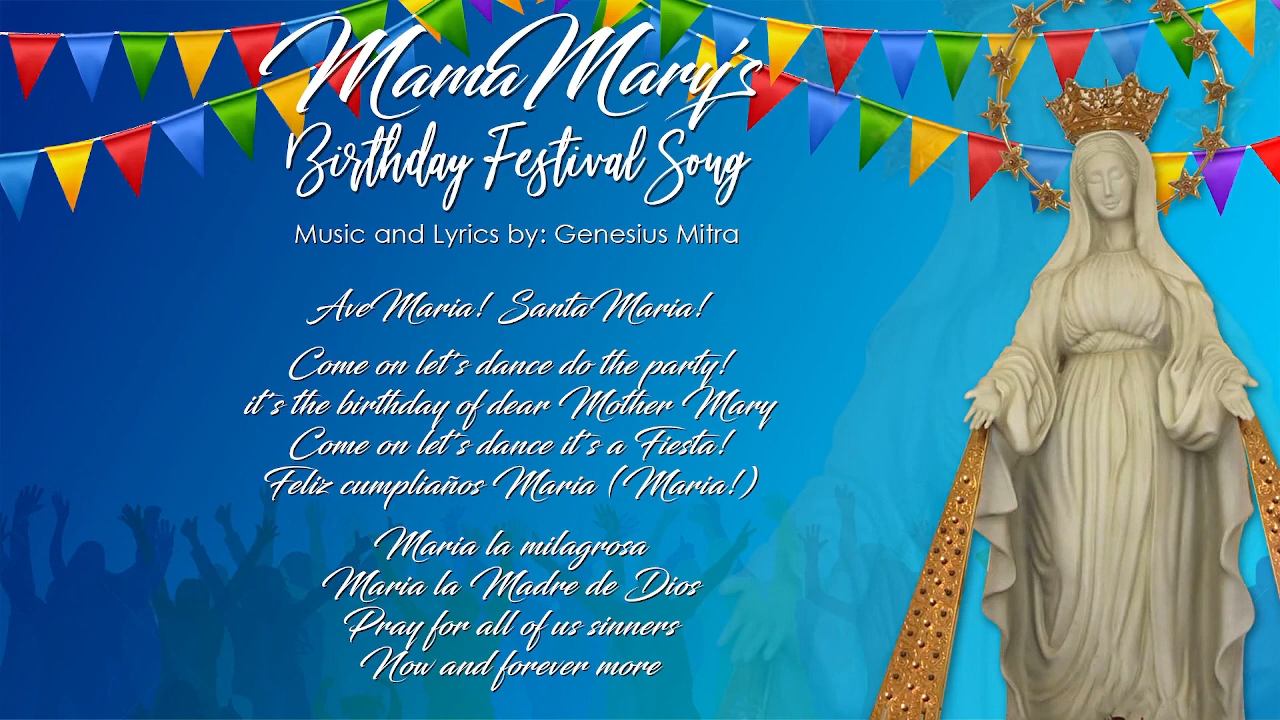 Mama Mary's
Birthday Festival Song
Music and Lyrics by: Genesius Mitra
Ave Maria! Santa Maria!
Come on let's dance do the party!
it's the birthday of dear Mother Mary
Come on let's dance it's a Fiesta!
Feliz cumpliaños Maria (Maria!)
Maria la milagrosa
Maria la Madre de Dios
Pray for all of us sinners
Now and forever more